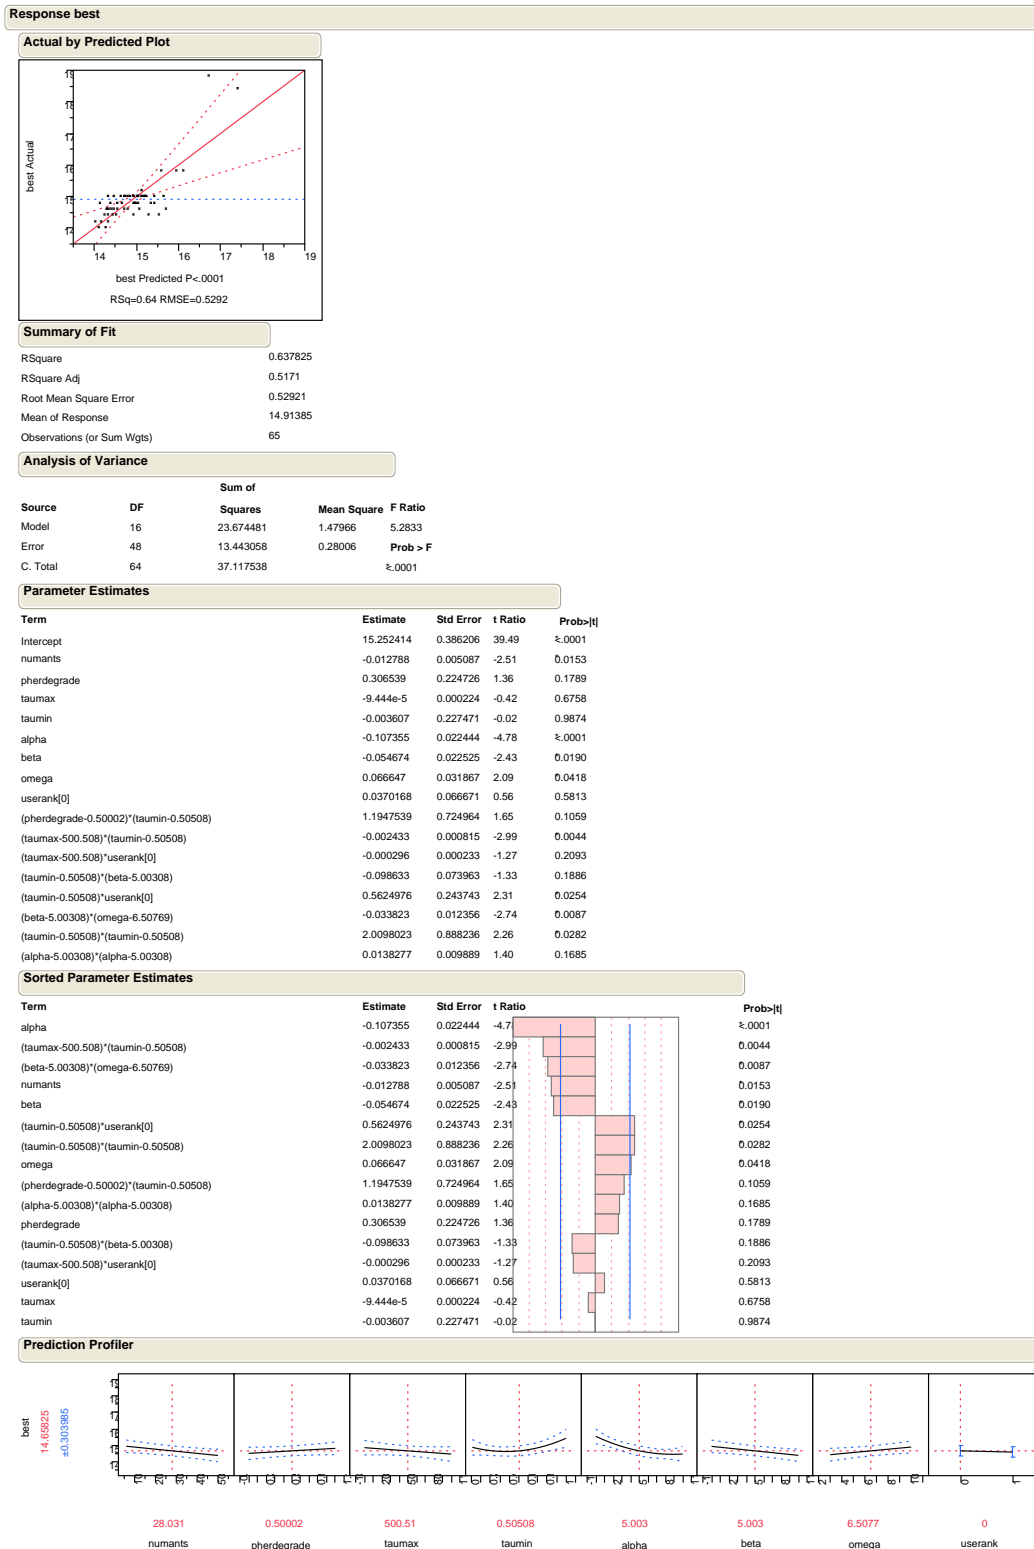 Response best
Actual by Predicted Plot
best Actual
14 15 16 17 18 19
best Predicted P<.0001
RSq=0.64 RMSE=0.5292
Summary of Fit
RSquare 0.637825
RSquare Adj 0.5171
Root Mean Square Error 0.52921
Mean of Response 14.91385
Observations (or Sum Wgts) 65
Analysis of Variance
Sum of
Source DF Squares Mean Square F Ratio
Model 16 23.674481 1.47966 5.2833
Error 48 13.443058 0.28006 Prob > F
C. Total 64 37.117538 <.0001
Parameter Estimates
Term Estimate Std Error t Ratio Prob>|t|
Intercept 15.252414 0.386206 39.49 <.0001
numants -0.012788 0.005087 -2.51 0.0153
pherdegrade 0.306539 0.224726 1.36 0.1789
taumax -9.444e-5 0.000224 -0.42 0.6758
taumin -0.003607 0.227471 -0.02 0.9874
alpha -0.107355 0.022444 -4.78 <.0001
beta -0.054674 0.022525 -2.43 0.0190
omega 0.066647 0.031867 2.09 0.0418
userank[0] 0.0370168 0.066671 0.56 0.5813
(pherdegrade-0.50002)*(taumin-0.50508) 1.1947539 0.724964 1.65 0.1059
(taumax-500.508)*(taumin-0.50508) -0.002433 0.000815 -2.99 0.0044
(taumax-500.508)*userank[0] -0.000296 0.000233 -1.27 0.2093
(taumin-0.50508)*(beta-5.00308) -0.098633 0.073963 -1.33 0.1886
(taumin-0.50508)*userank[0] 0.5624976 0.243743 2.31 0.0254
(beta-5.00308)*(omega-6.50769) -0.033823 0.012356 -2.74 0.0087
(taumin-0.50508)*(taumin-0.50508) 2.0098023 0.888236 2.26 0.0282
(alpha-5.00308)*(alpha-5.00308) 0.0138277 0.009889 1.40 0.1685
Sorted Parameter Estimates
Term Estimate Std Error t Ratio Prob>|t|
alpha -0.107355 0.022444 -4.7 <.0001
(taumax-500.508)*(taumin-0.50508) -0.002433 0.000815 -2.99 0.0044
(beta-5.00308)*(omega-6.50769) -0.033823 0.012356 -2.74 0.0087
numants -0.012788 0.005087 -2.51 0.0153
beta -0.054674 0.022525 -2.43 0.0190
(taumin-0.50508)*userank[0] 0.5624976 0.243743 2.31 0.0254
(taumin-0.50508)*(taumin-0.50508) 2.0098023 0.888236 2.26 0.0282
omega 0.066647 0.031867 2.09 0.0418
(pherdegrade-0.50002)*(taumin-0.50508) 1.1947539 0.724964 1.65 0.1059
(alpha-5.00308)*(alpha-5.00308) 0.0138277 0.009889 1.40 0.1685
pherdegrade 0.306539 0.224726 1.36 0.1789
(taumin-0.50508)*(beta-5.00308) -0.098633 0.073963 -1.33 0.1886
(taumax-500.508)*userank[0] -0.000296 0.000233 -1.27 0.2093
userank[0] 0.0370168 0.066671 0.56 0.5813
taumax -9.444e-5 0.000224 -0.42 0.6758
taumin -0.003607 0.227471 -0.02 0.9874
Prediction Profiler
best
14.65825
±0.303985
28.031 0.50002 500.51 0.50508 5.003 5.003 6.5077 0
numants pherdegrade taumax taumin alpha beta omega userank